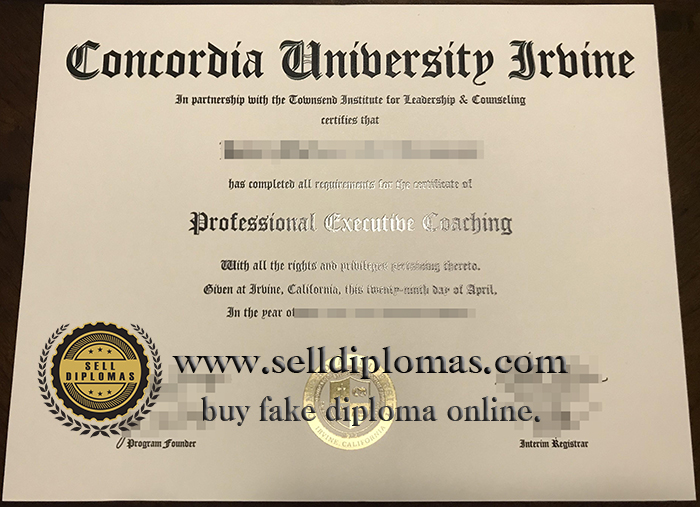 Concordia University Irvine
In partnership with the Townsend Institute for Leadership & Counseling
certifies that
has completed all requirements for the certificate of
Professional Executive Coaching
With all the rights and privileges pertaining thereto.
Given at Irvine, California, this twenty-ninth day of April,
In the year of
SELL
DIPLOMAS
www.selldiplomas.com
buy fake diploma online.
IRVINE, CALIFORNIA
Program Founder
Interim Registrar